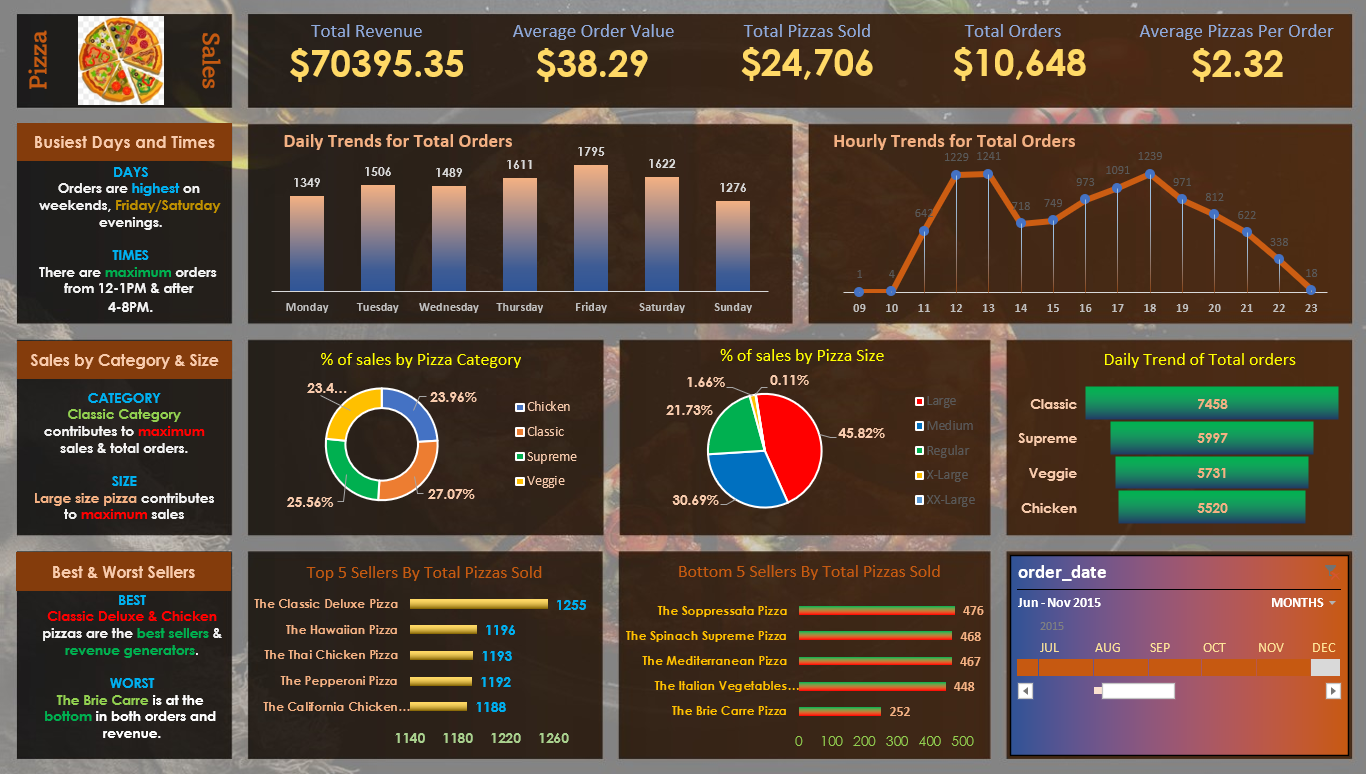 Pizza
Sales
Total Revenue
$70395.35
Average Order Value
$38.29
Total Pizzas Sold
$24,706
Total Orders
$10,648
Average Pizzas Per Order
$2.32
Busiest Days and Times
DAYS
Orders are highest on
weekends, Friday/Saturday
evenings.
TIMES
There are maximum orders
from 12-1PM & after
4-8PM.
Daily Trends for Total Orders
1349
1506
1489
1611
1795
1622
1276
Monday
Tuesday
Wednesday
Thursday
Friday
Saturday
Sunday
Hourly Trends for Total Orders
1
4
642
1229
1241
718
749
973
1091
1239
971
812
622
338
18
09
10
11
12
13
14
15
16
17
18
19
20
21
22
23
Sales by Category & Size
CATEGORY
Classic Category
contributes to maximum
sales & total orders.
SIZE
Large size pizza contributes
to maximum sales
% of sales by Pizza Category
23.4...
23.96%
25.56%
27.07%
Chicken
Classic
Supreme
Veggie
% of sales by Pizza Size
1.66%
0.11%
21.73%
45.82%
30.69%
Large
Medium
Regular
X-Large
XX-Large
Daily Trend of Total orders
Classic 7458
Supreme 5997
Veggie 5731
Chicken 5520
Best & Worst Sellers
BEST
Classic Deluxe & Chicken
pizzas are the best sellers &
revenue generators.
WORST
The Brie Carre is at the
bottom in both orders and
revenue.
Top 5 Sellers By Total Pizzas Sold
The Classic Deluxe Pizza 1255
The Hawaiian Pizza 1196
The Thai Chicken Pizza 1193
The Pepperoni Pizza 1192
The California Chicken... 1188
1140 1180 1220 1260
Bottom 5 Sellers By Total Pizzas Sold
The Soppressata Pizza 476
The Spinach Supreme Pizza 468
The Mediterranean Pizza 467
The Italian Vegetables... 448
The Brie Carre Pizza 252
0 100 200 300 400 500
order_date
Jun - Nov 2015 MONTHS
2015
JUL AUG SEP OCT NOV DEC